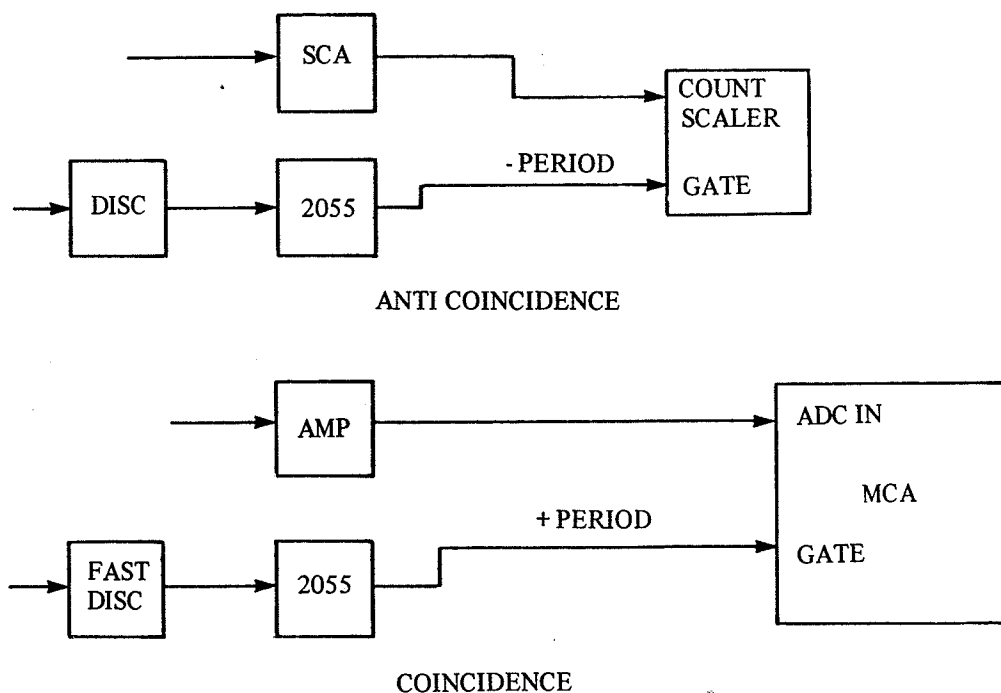 SCA
COUNT
SCALER
- PERIOD
GATE
DISC
2055
ANTI COINCIDENCE
AMP
ADC IN
MCA
+ PERIOD
GATE
FAST
DISC
2055
COINCIDENCE